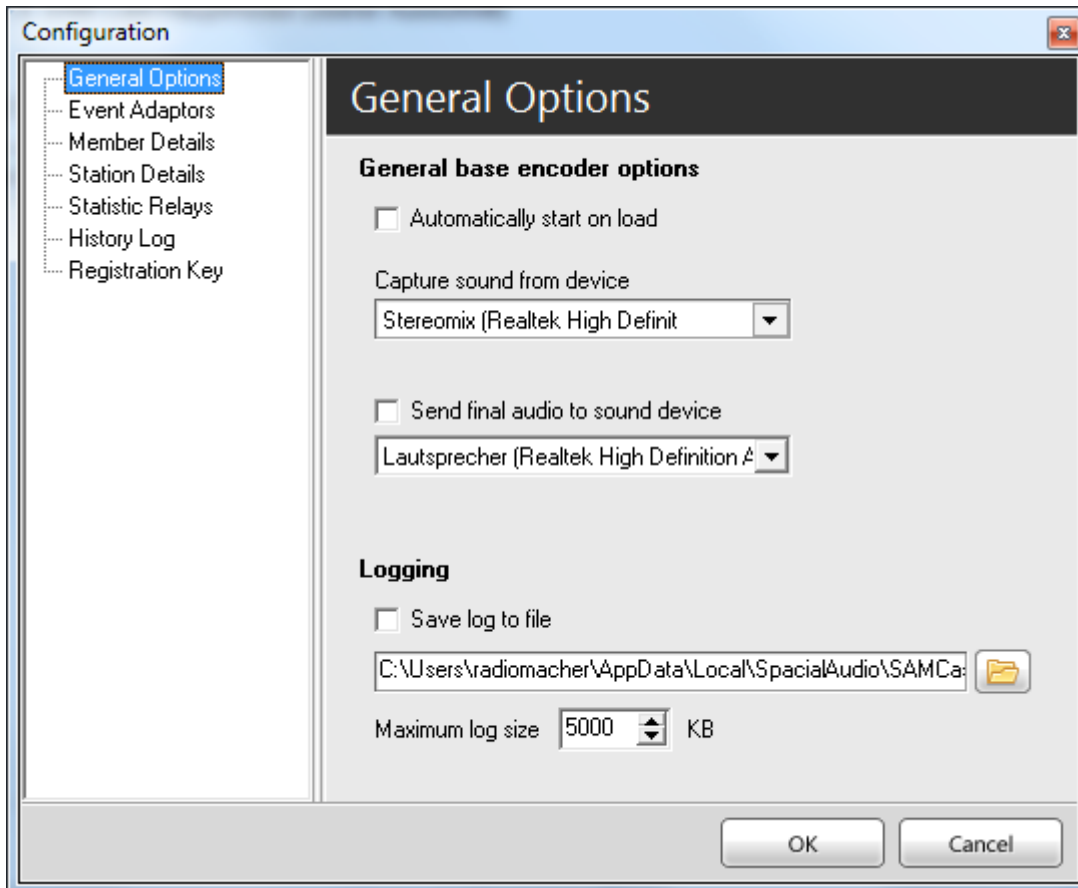 Configuration
General Options
Event Adaptors
Member Details
Station Details
Statistic Relays
History Log
Registration Key
General Options
General base encoder options
Automatically start on load
Capture sound from device
Stereomix (Realtek High Definit
Send final audio to sound device
Lautsprecher (Realtek High Definition A
Logging
Save log to file
C:\Users\radiomacher\AppData\Local\SpacialAudio\SAMCa
Maximum log size 5000 KB
OK Cancel